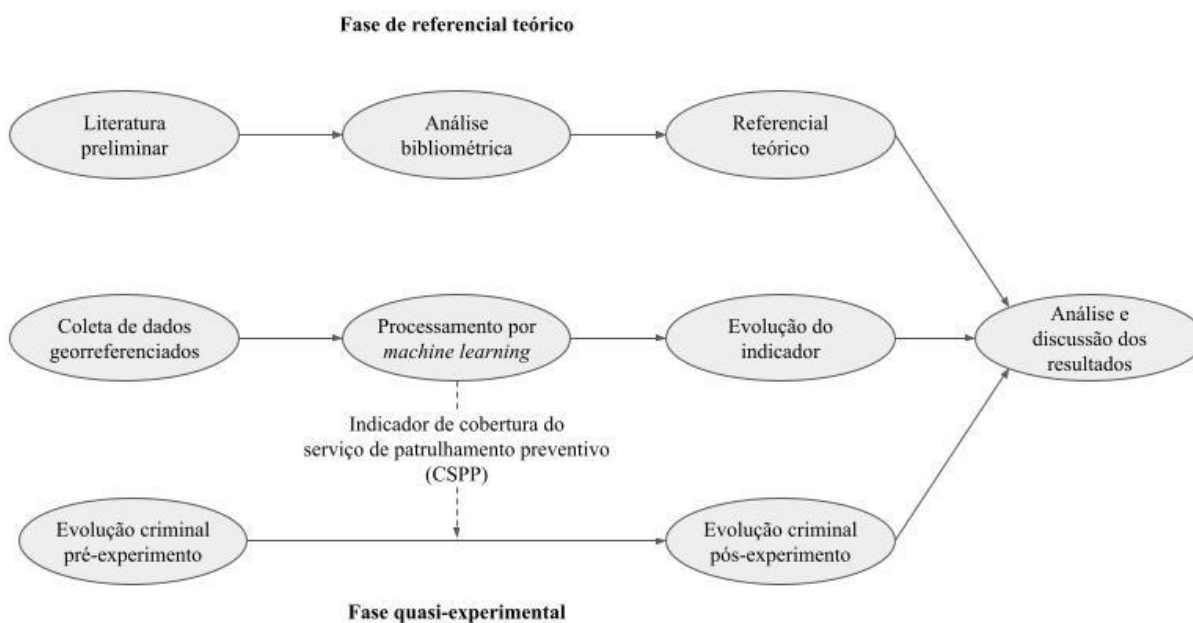 Fase de referencial teórico
Literatura
preliminar
Análise
bibliométrica
Referencial
teórico
Coleta de dados
georreferenciados
Processamento por
machine learning
Evolução do
indicador
Análise e
discussão dos
resultados
Indicador de cobertura do
serviço de patrulhamento preventivo
(CSPP)
Evolução criminal
pré-experimento
Evolução criminal
pós-experimento
Fase quasi-experimental